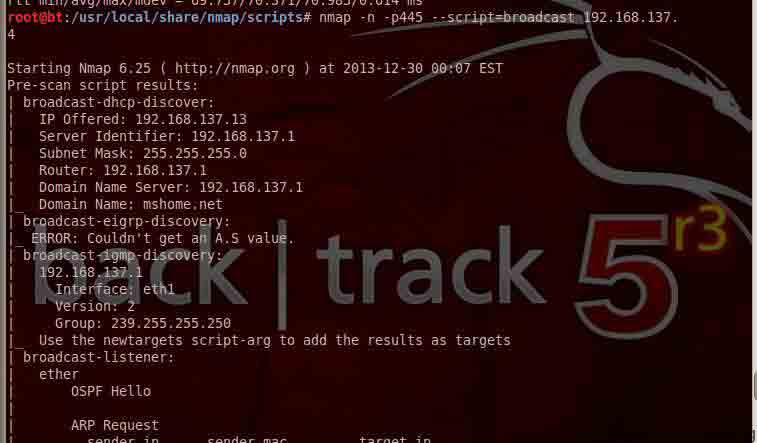 rtt min/avg/max/mdev = 69.757/70.371/70.985/0.614 ms
root@bt:/usr/local/share/nmap/scripts# nmap -n -p445 --script=broadcast 192.168.137.
4
Starting Nmap 6.25 ( http://nmap.org ) at 2013-12-30 00:07 EST
Pre-scan script results:
| broadcast-dhcp-discover:
|   IP Offered: 192.168.137.13
|   Server Identifier: 192.168.137.1
|   Subnet Mask: 255.255.255.0
|   Router: 192.168.137.1
|   Domain Name Server: 192.168.137.1
|_  Domain Name: mshome.net
| broadcast-eigrp-discovery:
|_ ERROR: Couldn't get an A.S value.
| broadcast-igmp-discovery:
|   192.168.137.1
|     Interface: eth1
|     Version: 2
|     Group: 239.255.255.250
|_  Use the newtargets script-arg to add the results as targets
| broadcast-listener:
|   ether
|       OSPF Hello
|
|       ARP Request
|         sender ip      sender mac         target ip
back | track 5 r3